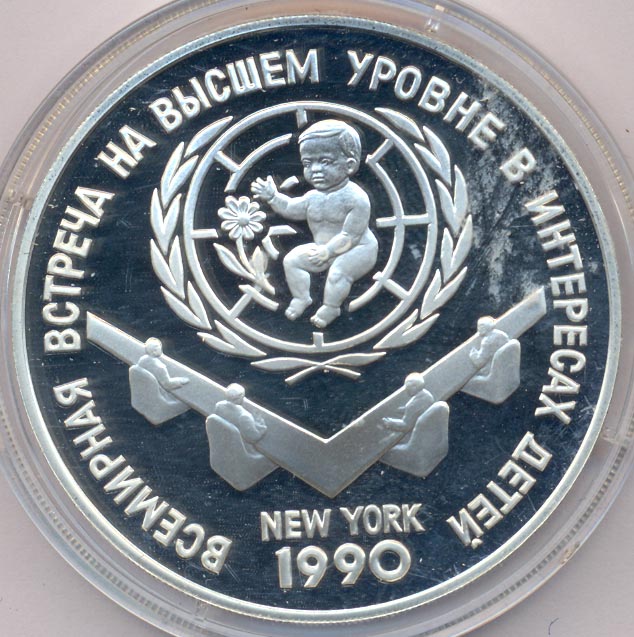 ВСЕМИРНАЯ ВСТРЕЧА НА ВЫСШЕМ УРОВНЕ В ИНТЕРЕСАХ ДЕТЕЙ
NEW YORK
1990